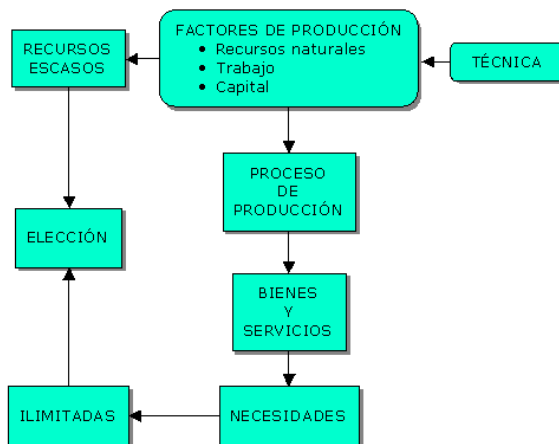 FACTORES DE PRODUCCIÓN
• Recursos naturales
• Trabajo
• Capital
RECURSOS
ESCASOS
TÉCNICA
PROCESO
DE
PRODUCCIÓN
ELECCIÓN
BIENES
Y
SERVICIOS
ILIMITADAS
NECESIDADES